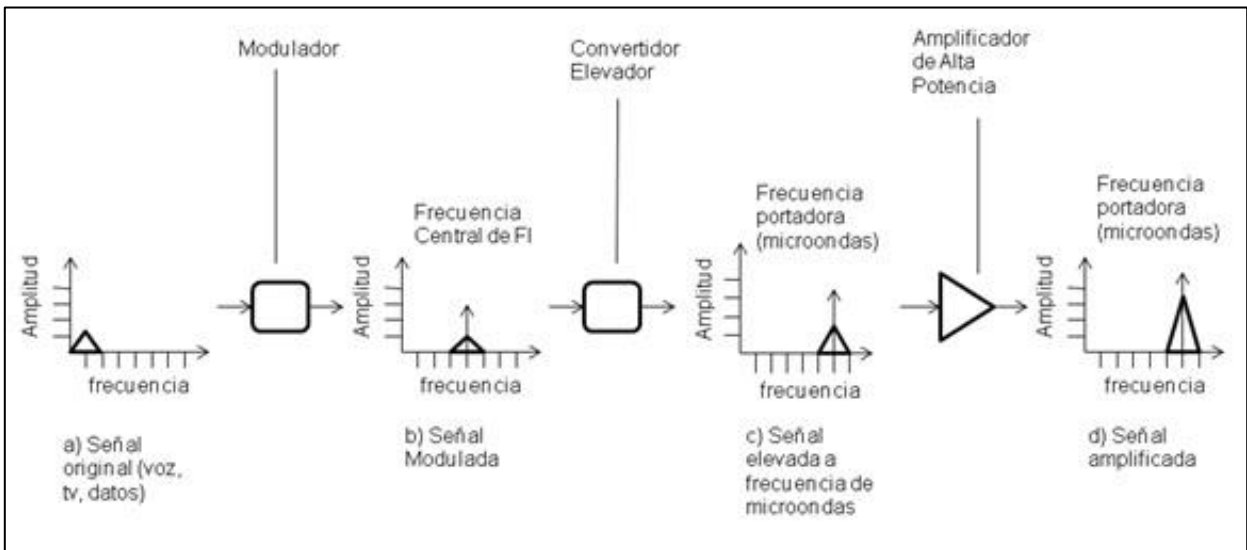 Modulador
Convertidor
Elevador
Amplificador
de Alta
Potencia
Frecuencia
Central de FI
Frecuencia
portadora
(microondas)
Frecuencia
portadora
(microondas)
Amplitud
Amplitud
Amplitud
Amplitud
frecuencia
frecuencia
frecuencia
frecuencia
a) Señal
original (voz,
tv, datos)
b) Señal
Modulada
c) Señal
elevada a
frecuencia de
microondas
d) Señal
amplificada